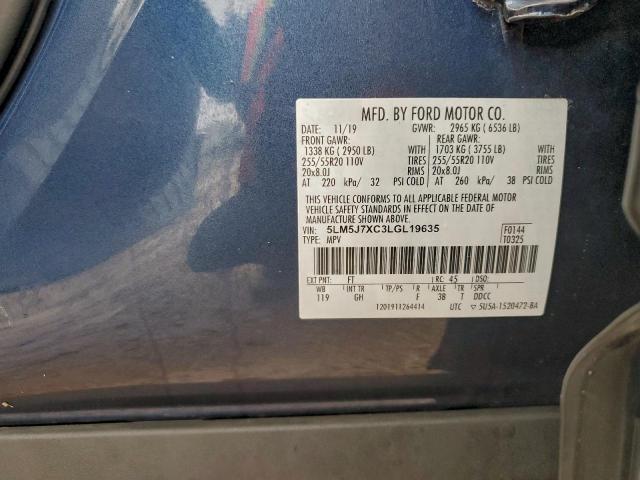 MFD. BY FORD MOTOR CO.
DATE: 11/19 GVWR: 2965 KG ( 6536 LB)
FRONT GAWR: REAR GAWR:
1338 KG ( 2950 LB) WITH 1703 KG ( 3755 LB) WITH
255/55R20 110V TIRES 255/55R20 110V TIRES
20x8.0J RIMS 20x8.0J RIMS
AT 220 kPa/ 32 PSI COLD AT 260 kPa/ 38 PSI COLD
THIS VEHICLE CONFORMS TO ALL APPLICABLE FEDERAL MOTOR
VEHICLE SAFETY STANDARDS IN EFFECT ON THE DATE OF
MANUFACTURE SHOWN ABOVE.
VIN: 5LM5J7XC3LGL19635 F0144
TYPE: MPV T0325
EXT PNT: FT RC: 45 DSO:
WB INT TR TP/PS R AXLE TR SPR
119 GH F 38 T DDCC
1201911264414 UTC ▽ 5U5A-1520472-BA